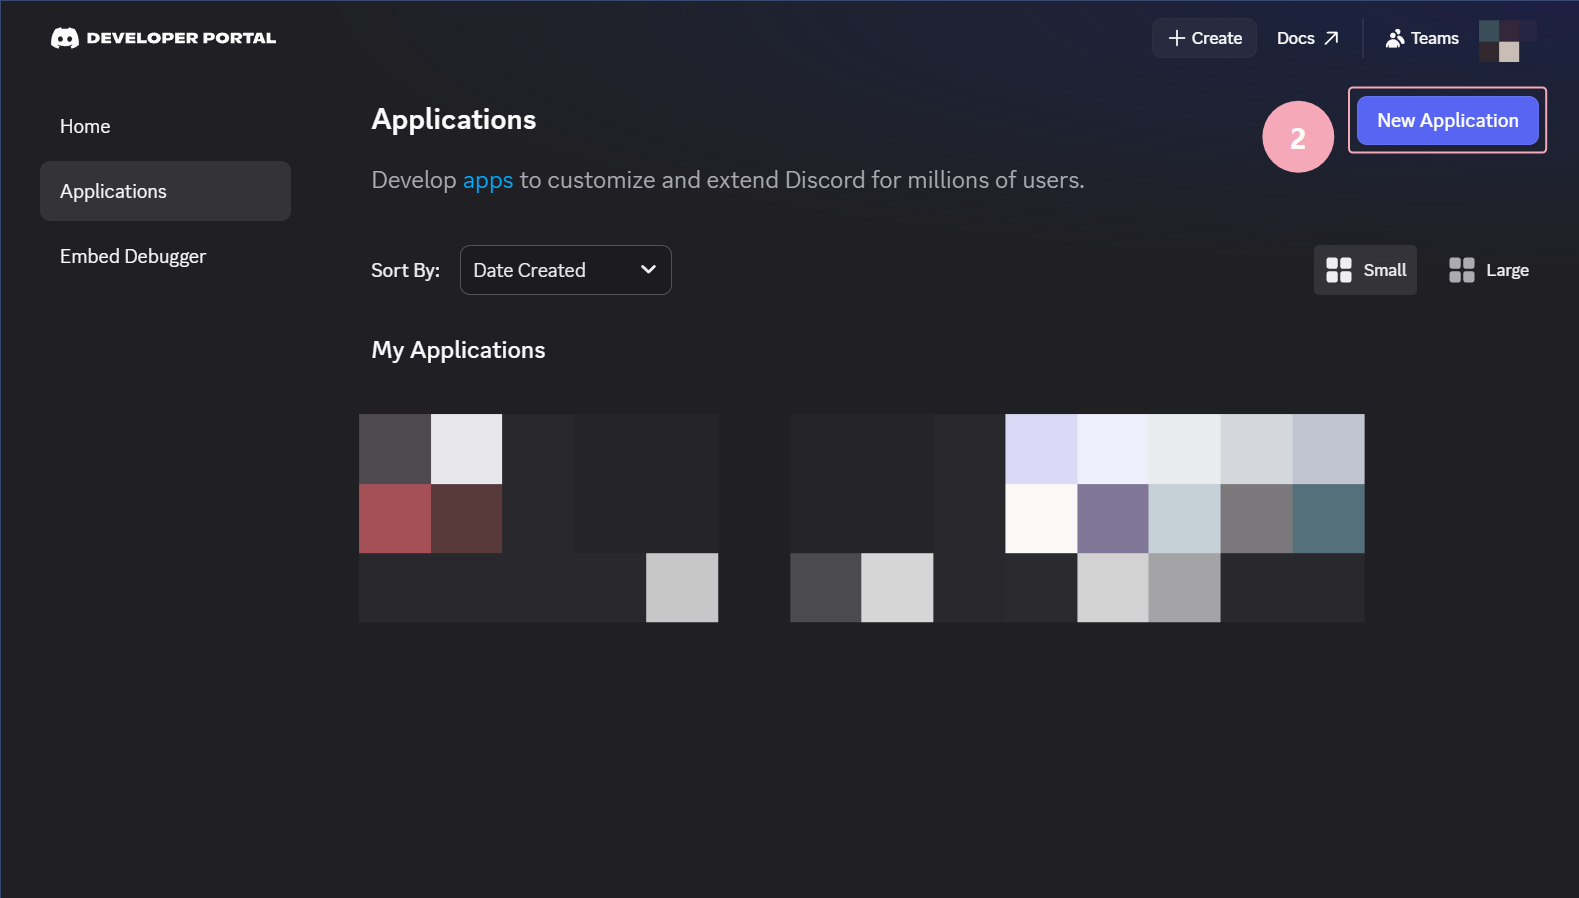 DEVELOPER PORTAL
Create
Docs
Teams
Home
Applications
Embed Debugger
Applications
2
New Application
Develop apps to customize and extend Discord for millions of users.
Sort By:
Date Created
Small
Large
My Applications